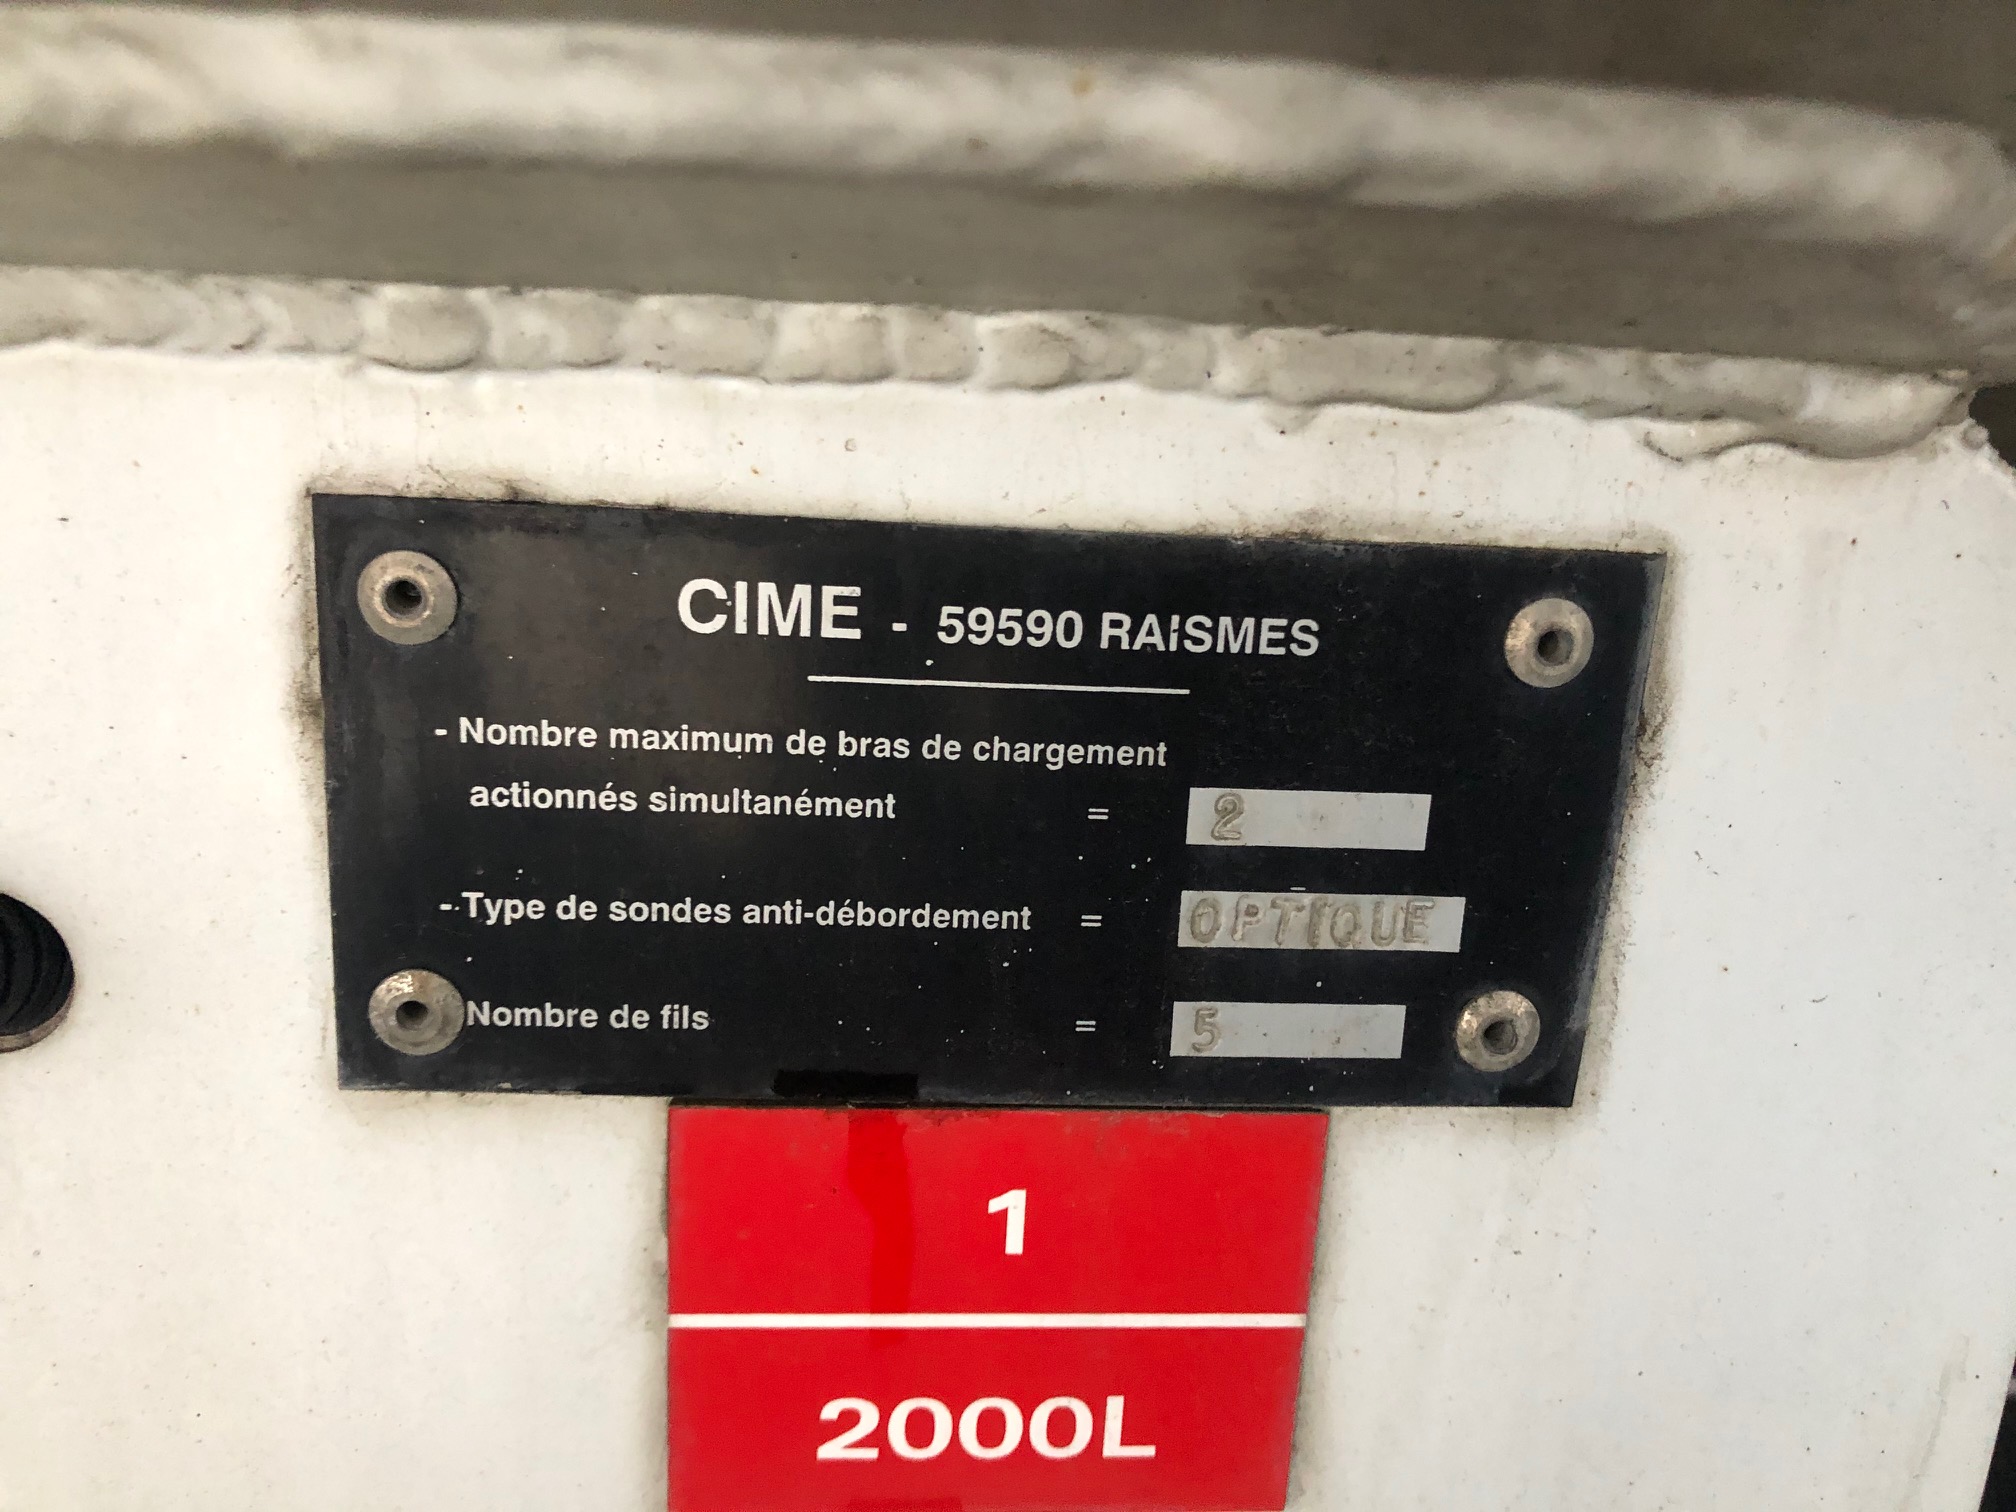 CIME - 59590 RAISMES
- Nombre maximum de bras de chargement
actionnés simultanément = 2
- Type de sondes anti-débordement = OPTIQUE
Nombre de fils = 5
1
2000L